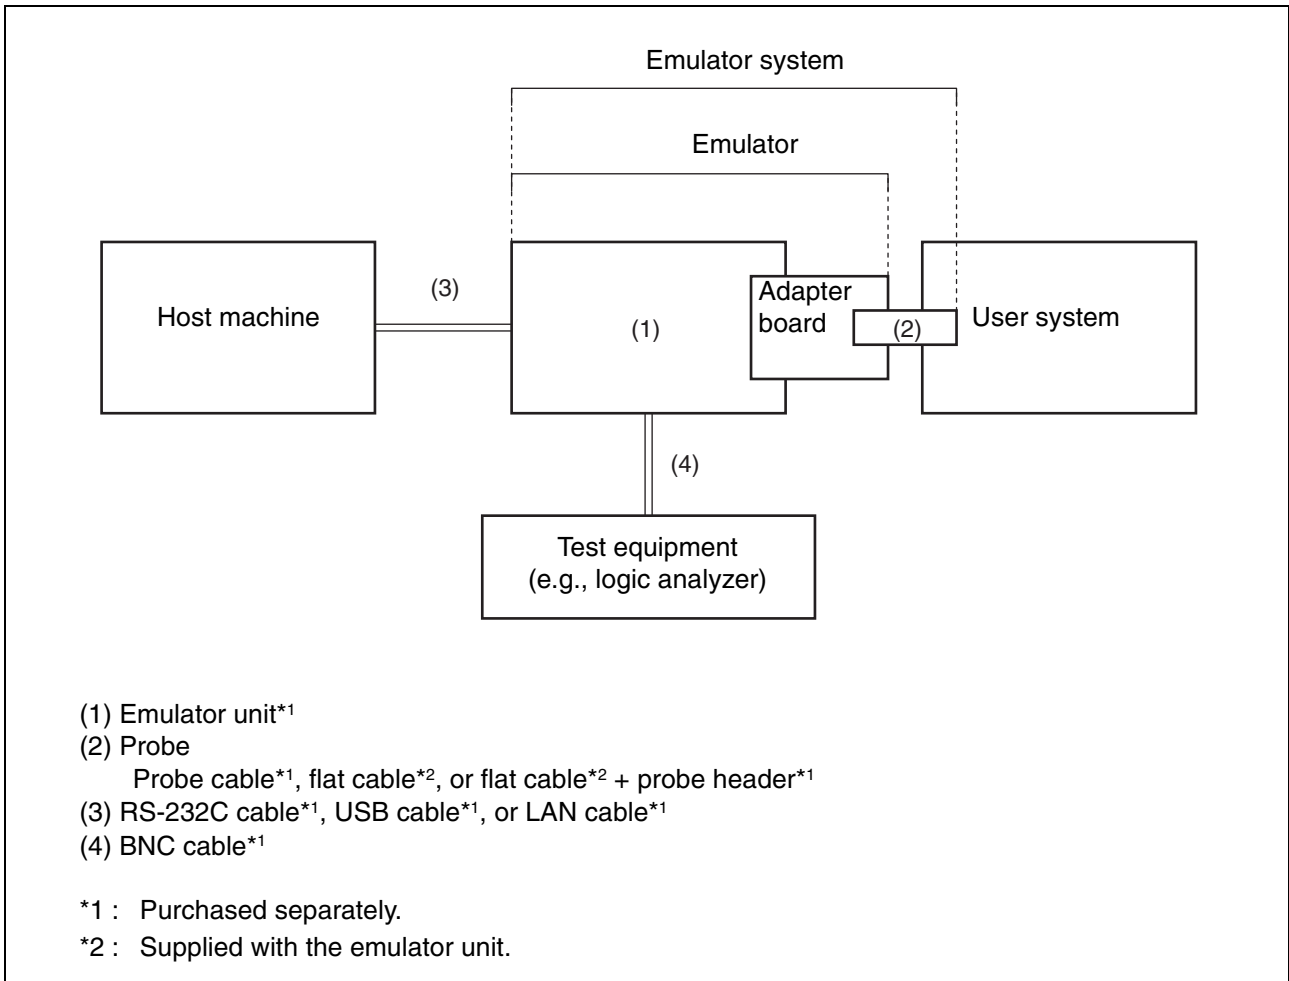 Emulator system
Emulator
Host machine
(3)
(1)
Adapter
board
(2)
User system
(4)
Test equipment
(e.g., logic analyzer)
(1) Emulator unit*1
(2) Probe
Probe cable*1, flat cable*2, or flat cable*2 + probe header*1
(3) RS-232C cable*1, USB cable*1, or LAN cable*1
(4) BNC cable*1
*1 : Purchased separately.
*2 : Supplied with the emulator unit.